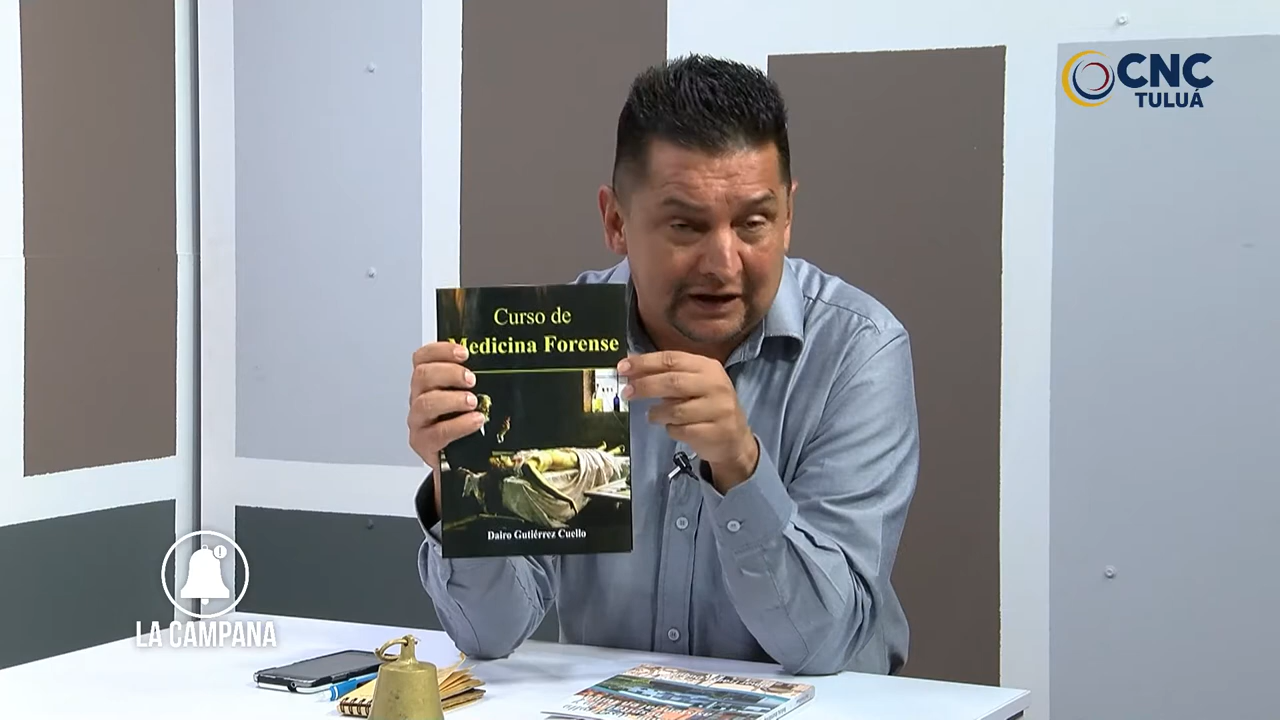 CNC
TULUÁ
Curso de
Medicina Forense
Dairo Gutiérrez Cuello
LA CAMPANA